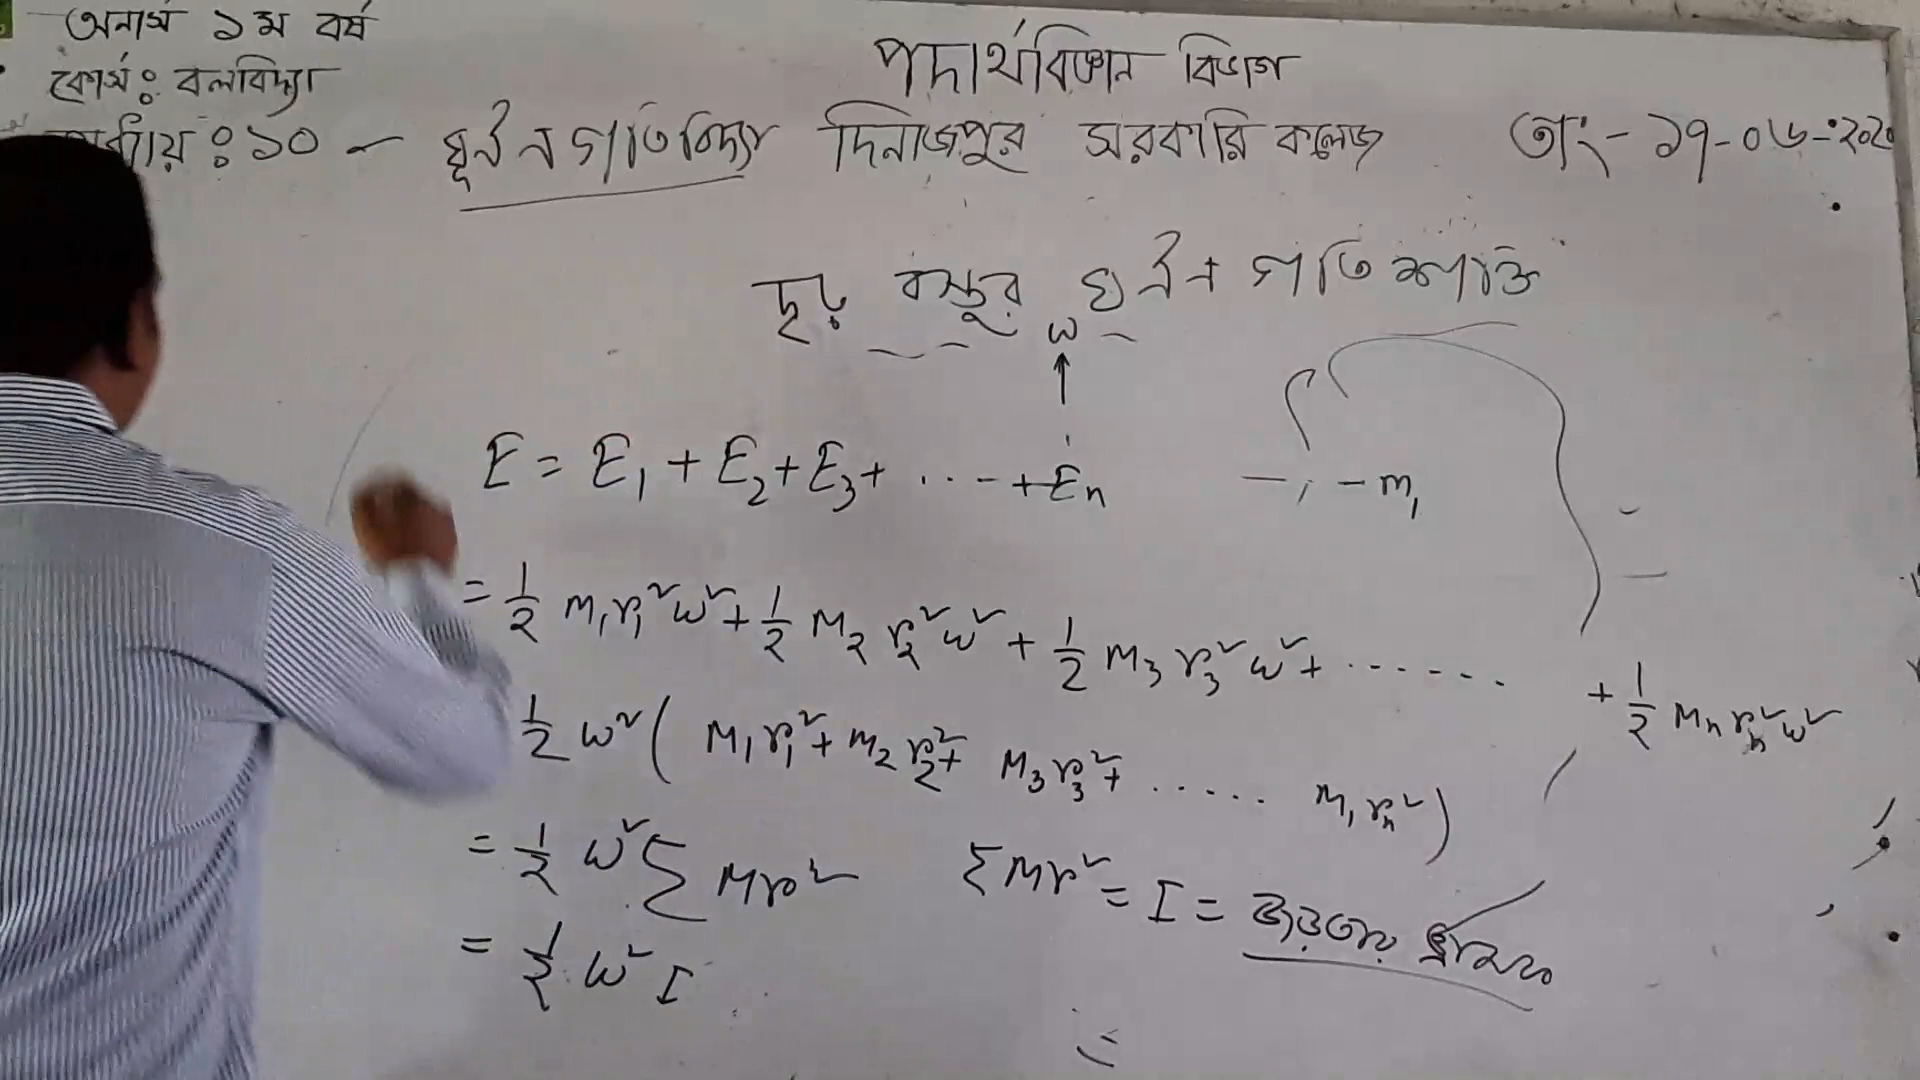 অনার্স ১ম বর্ষ
কোর্স: বলবিদ্যা
অধ্যায়: ১০ - ঘূর্ণন গতিবিদ্যা
পদার্থবিজ্ঞান বিভাগ
দিনাজপুর সরকারি কলেজ
তাং- ১৭-০৬-২০২০
দৃঢ় বস্তুর ঘূর্ণন গতিশক্তি
ω
↑
E = E₁ + E₂ + E₃ + .... + Eₙ
m₁
= ½ m₁r₁²ω² + ½ m₂r₂²ω² + ½ m₃r₃²ω² + ...... + ½ mₙrₙ²ω²
½ ω² ( m₁r₁² + m₂r₂² + m₃r₃² + ..... m₁rₙ² )
= ½ ω² Σ mr² Σmr² = I = জড়তার ভ্রামক
= ½ ω² I
=